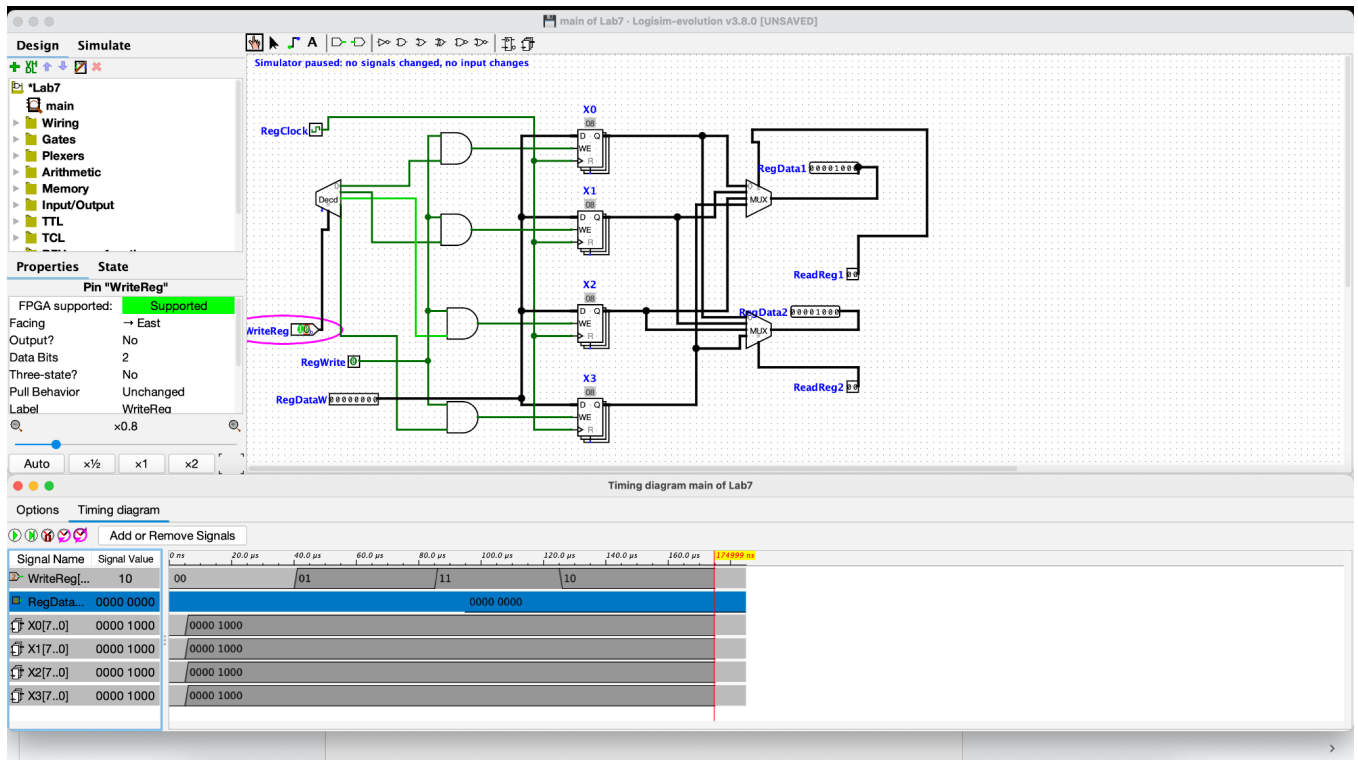 main of Lab7 · Logisim-evolution v3.8.0 [UNSAVED]
Design Simulate
A
VH
DL
Simulator paused: no signals changed, no input changes
*Lab7
main
Wiring
Gates
Plexers
Arithmetic
Memory
Input/Output
TTL
TCL
Properties State
Pin "WriteReg"
FPGA supported: Supported
Facing → East
Output? No
Data Bits 2
Three-state? No
Pull Behavior Unchanged
Label WriteReg
×0.8
Auto ×½ ×1 ×2
RegClock
Decd
WriteReg
RegWrite 0
RegDataW 00000000
X0
08
D Q
WE
R
X1
08
D Q
WE
R
X2
08
D Q
WE
R
X3
08
D Q
WE
R
RegData1 00001000
MUX
ReadReg1 00
RegData2 00001000
MUX
ReadReg2 00
Timing diagram main of Lab7
Options Timing diagram
Add or Remove Signals
Signal Name Signal Value 0 ns 20.0 µs 40.0 µs 60.0 µs 80.0 µs 100.0 µs 120.0 µs 140.0 µs 160.0 µs 174999 ns
WriteReg[... 10 00 01 11 10
RegData... 0000 0000 0000 0000
X0[7..0] 0000 1000 0000 1000
X1[7..0] 0000 1000 0000 1000
X2[7..0] 0000 1000 0000 1000
X3[7..0] 0000 1000 0000 1000